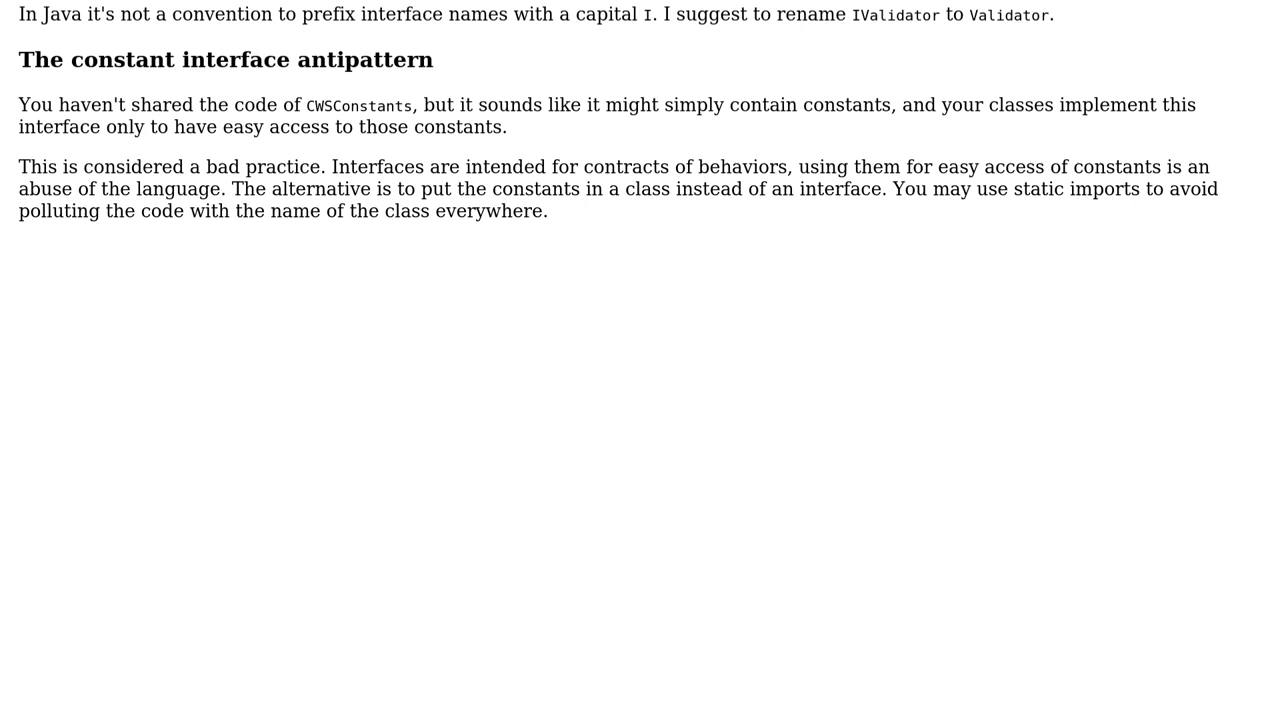 In Java it's not a convention to prefix interface names with a capital I. I suggest to rename IValidator to Validator.
The constant interface antipattern
You haven't shared the code of CWSConstants, but it sounds like it might simply contain constants, and your classes implement this
interface only to have easy access to those constants.
This is considered a bad practice. Interfaces are intended for contracts of behaviors, using them for easy access of constants is an
abuse of the language. The alternative is to put the constants in a class instead of an interface. You may use static imports to avoid
polluting the code with the name of the class everywhere.